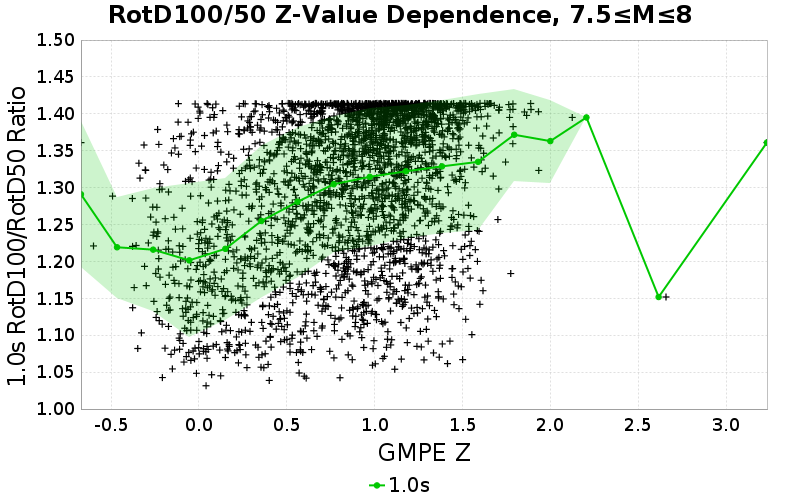 RotD100/50 Z-Value Dependence, 7.5≤M≤8
1.50
1.45
1.40
1.35
1.30
1.25
1.20
1.15
1.10
1.05
1.00
1.0s RotD100/RotD50 Ratio
-0.5 0.0 0.5 1.0 1.5 2.0 2.5 3.0
GMPE Z
1.0s